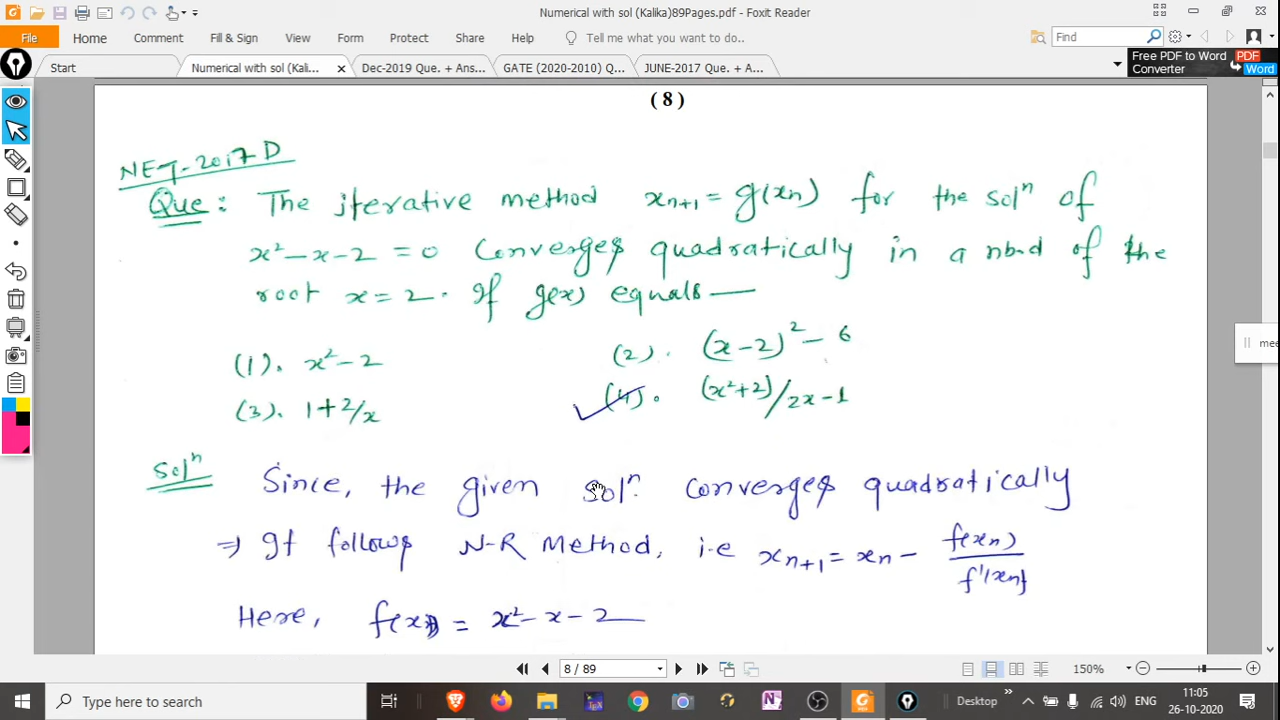 Numerical with sol (Kalika)89Pages.pdf - Foxit Reader
File Home Comment Fill & Sign View Form Protect Share Help Tell me what you want to do.. Find
Start Numerical with sol (Kali... Dec-2019 Que. + Ans... GATE (2020-2010) Q... JUNE-2017 Que. + A...
Free PDF to Word Converter PDF Word
(8)
NET-2017 D
Que: The iterative method xn+1 = g(xn) for the solⁿ of
x²-x-2 = 0 Converges quadratically in a nbd of the
root x = 2. If g(x) equals —
(1). x²-2 (2). (x-2)²-6
(3). 1+2/x (4). (x²+2)/2x-1
Solⁿ Since, the given solⁿ. converges quadratically
⇒ It follows N-R Method, i.e xn+1 = xn - f(xn)/f'(xn)
Here, f(x) = x²-x-2
mee
8 / 89 150%
Type here to search Desktop ENG 11:05
26-10-2020